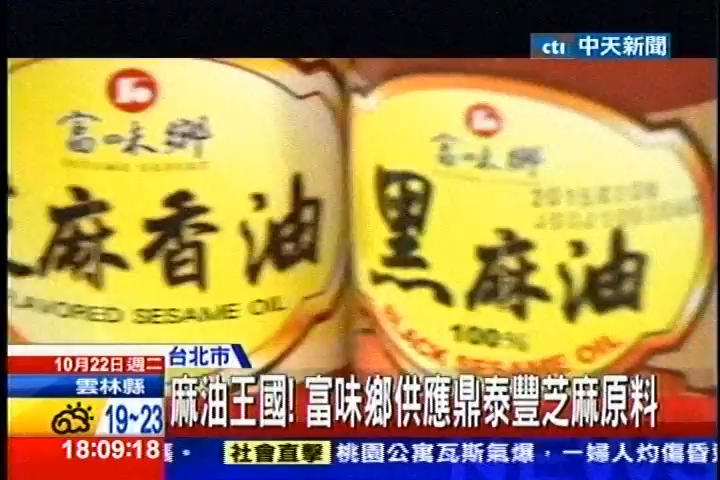 cti 中天新聞
富味鄉
芝麻香油
FLAVORED SESAME OIL
富味鄉
黑麻油
100%
BLACK SESAME OIL
10月22日週二
台北市
雲林縣
19~23
麻油王國! 富味鄉供應鼎泰豐芝麻原料
18:09:18
社會直擊 桃園公寓瓦斯氣爆，一婦人灼傷昏迷